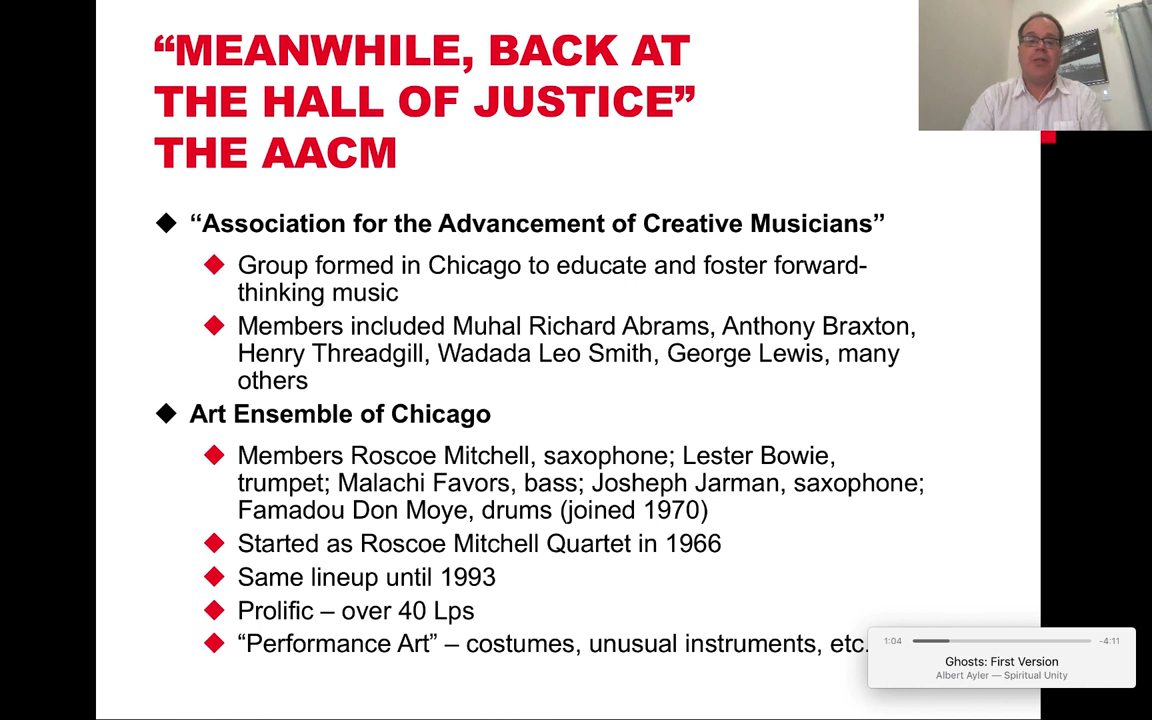 “MEANWHILE, BACK AT
THE HALL OF JUSTICE”
THE AACM
“Association for the Advancement of Creative Musicians”
Group formed in Chicago to educate and foster forward-
thinking music
Members included Muhal Richard Abrams, Anthony Braxton,
Henry Threadgill, Wadada Leo Smith, George Lewis, many
others
Art Ensemble of Chicago
Members Roscoe Mitchell, saxophone; Lester Bowie,
trumpet; Malachi Favors, bass; Josheph Jarman, saxophone;
Famadou Don Moye, drums (joined 1970)
Started as Roscoe Mitchell Quartet in 1966
Same lineup until 1993
Prolific – over 40 Lps
“Performance Art” – costumes, unusual instruments, etc.
1:04 -4:11
Ghosts: First Version
Albert Ayler — Spiritual Unity